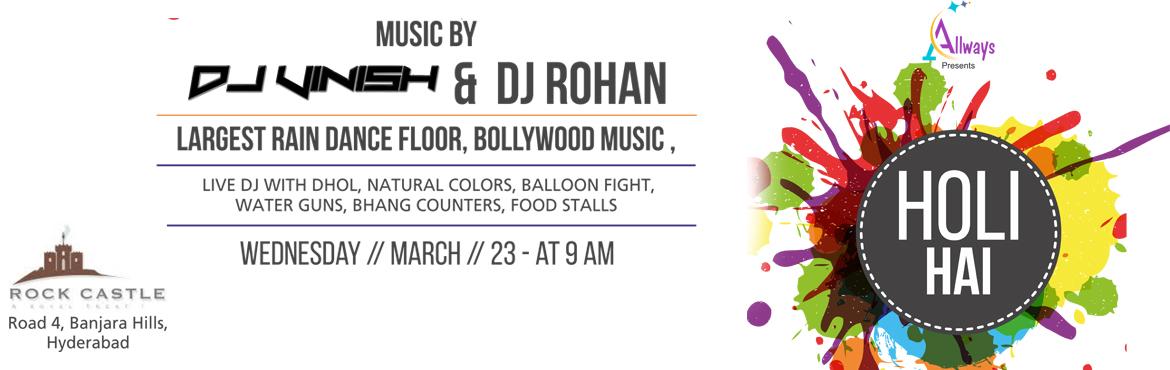 MUSIC BY
DJ VINISH & DJ ROHAN
LARGEST RAIN DANCE FLOOR, BOLLYWOOD MUSIC ,
LIVE DJ WITH DHOL, NATURAL COLORS, BALLOON FIGHT,
WATER GUNS, BHANG COUNTERS, FOOD STALLS
WEDNESDAY // MARCH // 23 - AT 9 AM
ROCK CASTLE
Road 4, Banjara Hills,
Hyderabad
Allways
Presents
HOLI
HAI